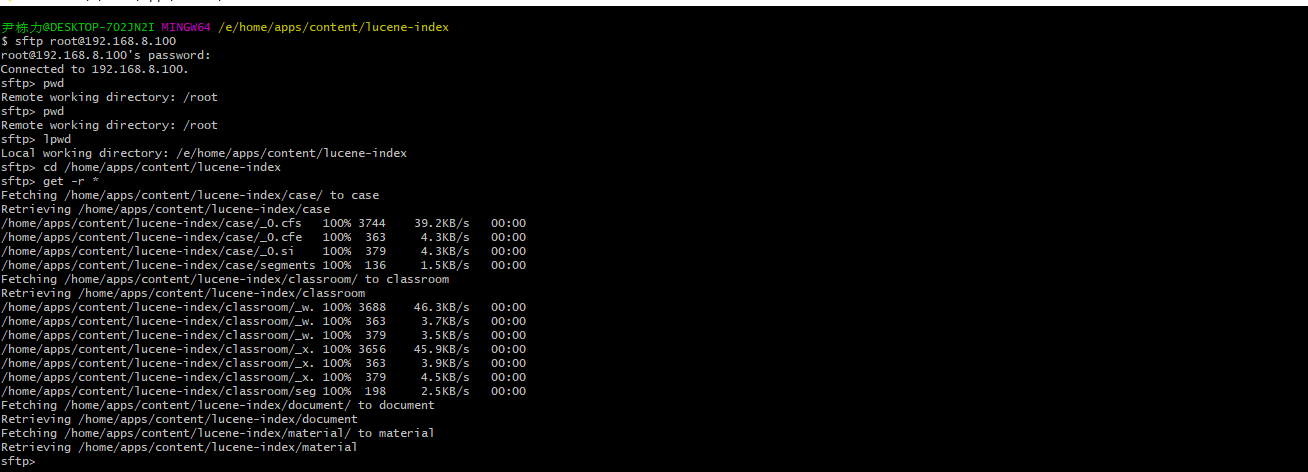 尹栋力@DESKTOP-7O2JN2I MINGW64 /e/home/apps/content/lucene-index
$ sftp root@192.168.8.100
root@192.168.8.100's password:
Connected to 192.168.8.100.
sftp> pwd
Remote working directory: /root
sftp> pwd
Remote working directory: /root
sftp> lpwd
Local working directory: /e/home/apps/content/lucene-index
sftp> cd /home/apps/content/lucene-index
sftp> get -r *
Fetching /home/apps/content/lucene-index/case/ to case
Retrieving /home/apps/content/lucene-index/case
/home/apps/content/lucene-index/case/_0.cfs 100% 3744 39.2KB/s 00:00
/home/apps/content/lucene-index/case/_0.cfe 100% 363 4.3KB/s 00:00
/home/apps/content/lucene-index/case/_0.si 100% 379 4.3KB/s 00:00
/home/apps/content/lucene-index/case/segments 100% 136 1.5KB/s 00:00
Fetching /home/apps/content/lucene-index/classroom/ to classroom
Retrieving /home/apps/content/lucene-index/classroom
/home/apps/content/lucene-index/classroom/_w. 100% 3688 46.3KB/s 00:00
/home/apps/content/lucene-index/classroom/_w. 100% 363 3.7KB/s 00:00
/home/apps/content/lucene-index/classroom/_w. 100% 379 3.5KB/s 00:00
/home/apps/content/lucene-index/classroom/_x. 100% 3656 45.9KB/s 00:00
/home/apps/content/lucene-index/classroom/_x. 100% 363 3.9KB/s 00:00
/home/apps/content/lucene-index/classroom/_x. 100% 379 4.5KB/s 00:00
/home/apps/content/lucene-index/classroom/seg 100% 198 2.5KB/s 00:00
Fetching /home/apps/content/lucene-index/document/ to document
Retrieving /home/apps/content/lucene-index/document
Fetching /home/apps/content/lucene-index/material/ to material
Retrieving /home/apps/content/lucene-index/material
sftp>